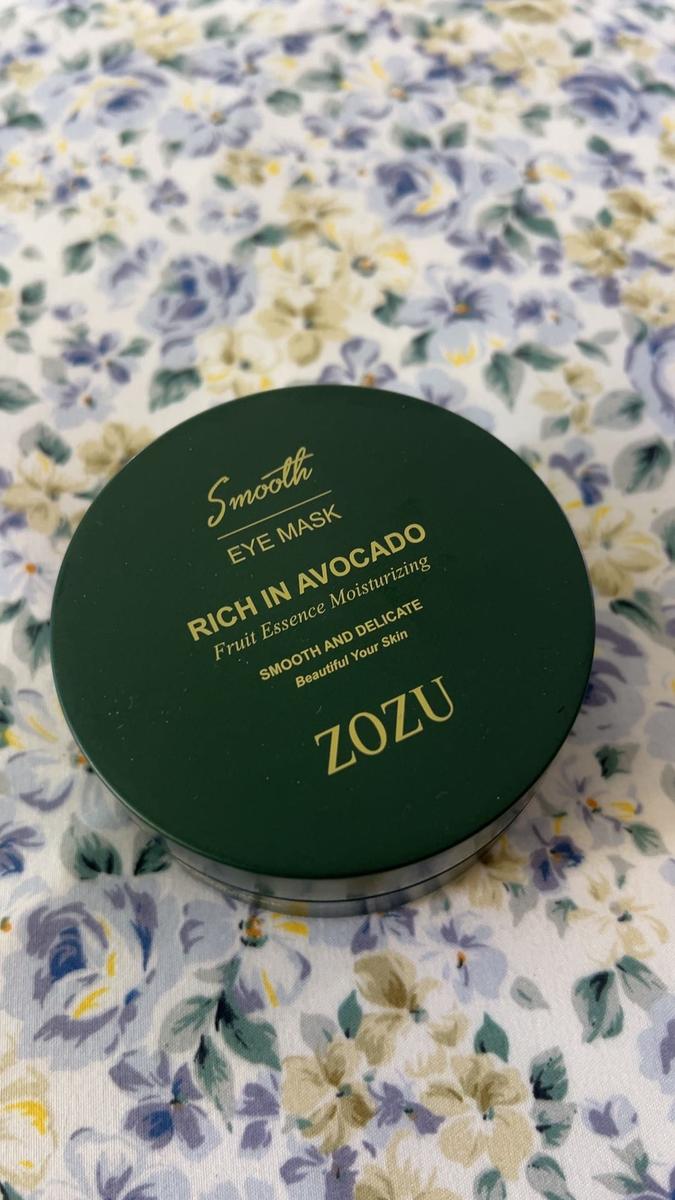 Smooth
EYE MASK
RICH IN AVOCADO
Fruit Essence Moisturizing
SMOOTH AND DELICATE
Beautiful Your Skin
ZOZU